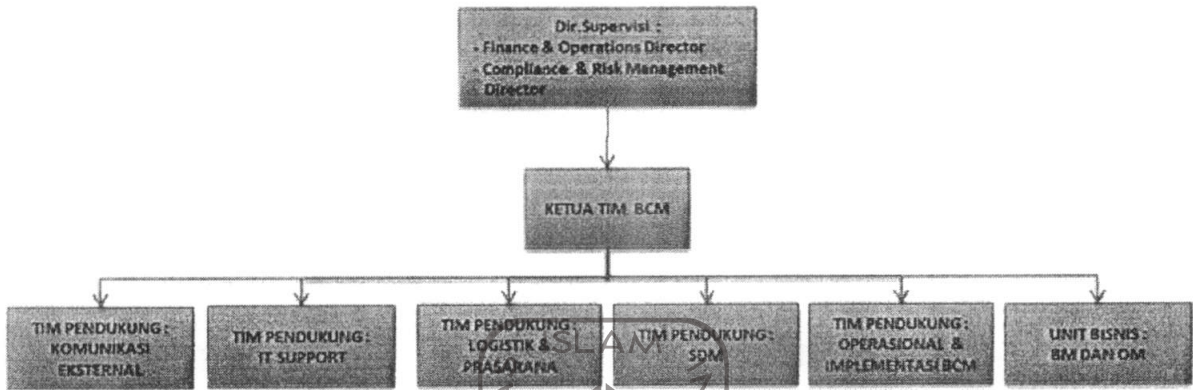 Dir.Supervisi :
- Finance & Operations Director
- Compliance & Risk Management
Director
KETUA TIM BCM
TIM PENDUKUNG :
KOMUNIKASI
EKSTERNAL
TIM PENDUKUNG :
IT SUPPORT
TIM PENDUKUNG :
LOGISTIK &
PRASARANA
TIM PENDUKUNG :
SDM
TIM PENDUKUNG :
OPERASIONAL &
IMPLEMENTASI BCM
UNIT BISNIS :
BM DAN OM
SLAM